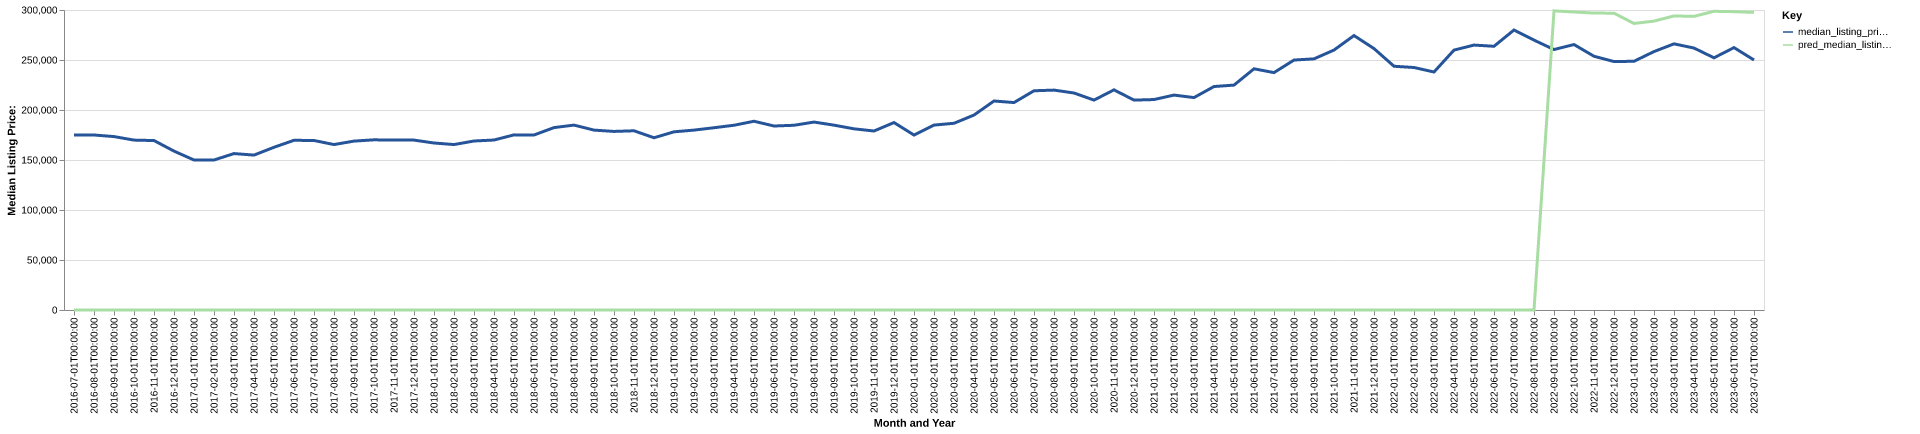 Median Listing Price:
300,000
250,000
200,000
150,000
100,000
50,000
0
2016-07-01T00:00:00
2016-08-01T00:00:00
2016-09-01T00:00:00
2016-10-01T00:00:00
2016-11-01T00:00:00
2016-12-01T00:00:00
2017-01-01T00:00:00
2017-02-01T00:00:00
2017-03-01T00:00:00
2017-04-01T00:00:00
2017-05-01T00:00:00
2017-06-01T00:00:00
2017-07-01T00:00:00
2017-08-01T00:00:00
2017-09-01T00:00:00
2017-10-01T00:00:00
2017-11-01T00:00:00
2017-12-01T00:00:00
2018-01-01T00:00:00
2018-02-01T00:00:00
2018-03-01T00:00:00
2018-04-01T00:00:00
2018-05-01T00:00:00
2018-06-01T00:00:00
2018-07-01T00:00:00
2018-08-01T00:00:00
2018-09-01T00:00:00
2018-10-01T00:00:00
2018-11-01T00:00:00
2018-12-01T00:00:00
2019-01-01T00:00:00
2019-02-01T00:00:00
2019-03-01T00:00:00
2019-04-01T00:00:00
2019-05-01T00:00:00
2019-06-01T00:00:00
2019-07-01T00:00:00
2019-08-01T00:00:00
2019-09-01T00:00:00
2019-10-01T00:00:00
2019-11-01T00:00:00
2019-12-01T00:00:00
2020-01-01T00:00:00
2020-02-01T00:00:00
2020-03-01T00:00:00
2020-04-01T00:00:00
2020-05-01T00:00:00
2020-06-01T00:00:00
2020-07-01T00:00:00
2020-08-01T00:00:00
2020-09-01T00:00:00
2020-10-01T00:00:00
2020-11-01T00:00:00
2020-12-01T00:00:00
2021-01-01T00:00:00
2021-02-01T00:00:00
2021-03-01T00:00:00
2021-04-01T00:00:00
2021-05-01T00:00:00
2021-06-01T00:00:00
2021-07-01T00:00:00
2021-08-01T00:00:00
2021-09-01T00:00:00
2021-10-01T00:00:00
2021-11-01T00:00:00
2021-12-01T00:00:00
2022-01-01T00:00:00
2022-02-01T00:00:00
2022-03-01T00:00:00
2022-04-01T00:00:00
2022-05-01T00:00:00
2022-06-01T00:00:00
2022-07-01T00:00:00
2022-08-01T00:00:00
2022-09-01T00:00:00
2022-10-01T00:00:00
2022-11-01T00:00:00
2022-12-01T00:00:00
2023-01-01T00:00:00
2023-02-01T00:00:00
2023-03-01T00:00:00
2023-04-01T00:00:00
2023-05-01T00:00:00
2023-06-01T00:00:00
2023-07-01T00:00:00
Month and Year
Key
median_listing_pri…
pred_median_listin…